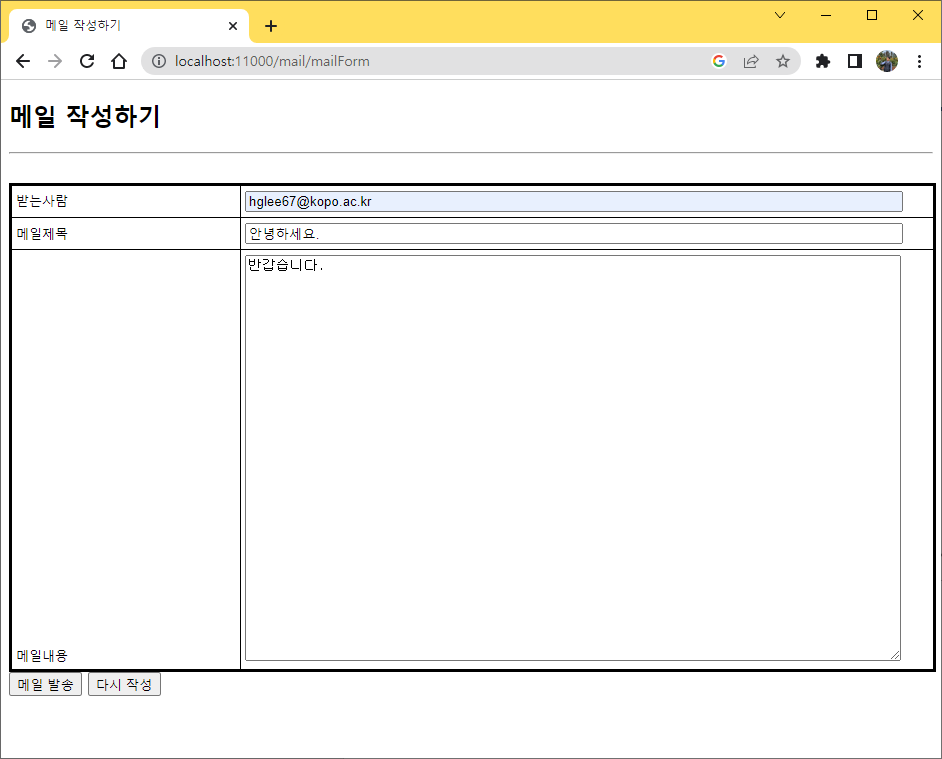 메일 작성하기
localhost:11000/mail/mailForm
메일 작성하기
받는사람 hglee67@kopo.ac.kr
메일제목 안녕하세요.
반갑습니다.
메일내용
메일 발송 다시 작성